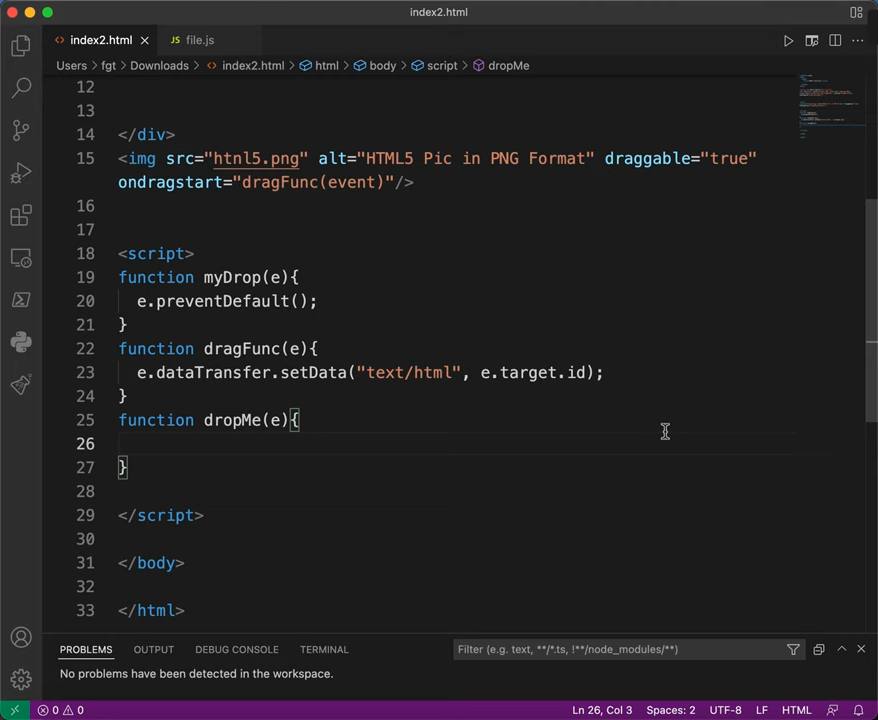 index2.html
index2.html
file.js
Users > fgt > Downloads > index2.html > html > body > script > dropMe
12
13
14 </div>
15 <img src="htnl5.png" alt="HTML5 Pic in PNG Format" draggable="true"
ondragstart="dragFunc(event)"/>
16
17
18 <script>
19 function myDrop(e){
20 e.preventDefault();
21 }
22 function dragFunc(e){
23 e.dataTransfer.setData("text/html", e.target.id);
24 }
25 function dropMe(e){
26
27 }
28
29 </script>
30
31 </body>
32
33 </html>
PROBLEMS OUTPUT DEBUG CONSOLE TERMINAL Filter (e.g. text, **/*.ts, !**/node_modules/**)
No problems have been detected in the workspace.
0 0 Ln 26, Col 3 Spaces: 2 UTF-8 LF HTML